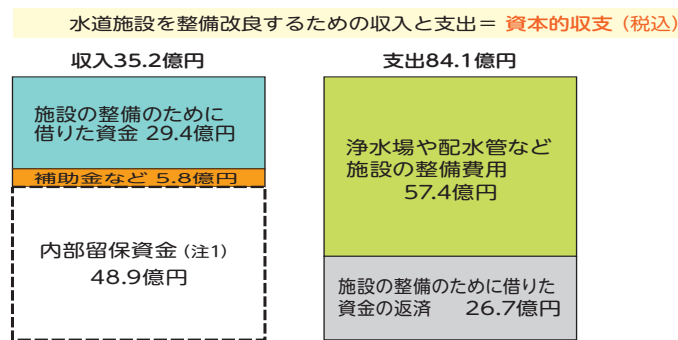 水道施設を整備改良するための収入と支出＝ 資本的収支（税込）
収入35.2億円
施設の整備のために
借りた資金 29.4億円
補助金など 5.8億円
内部留保資金（注1）
48.9億円
支出84.1億円
浄水場や配水管など
施設の整備費用
57.4億円
施設の整備のために借りた
資金の返済 26.7億円